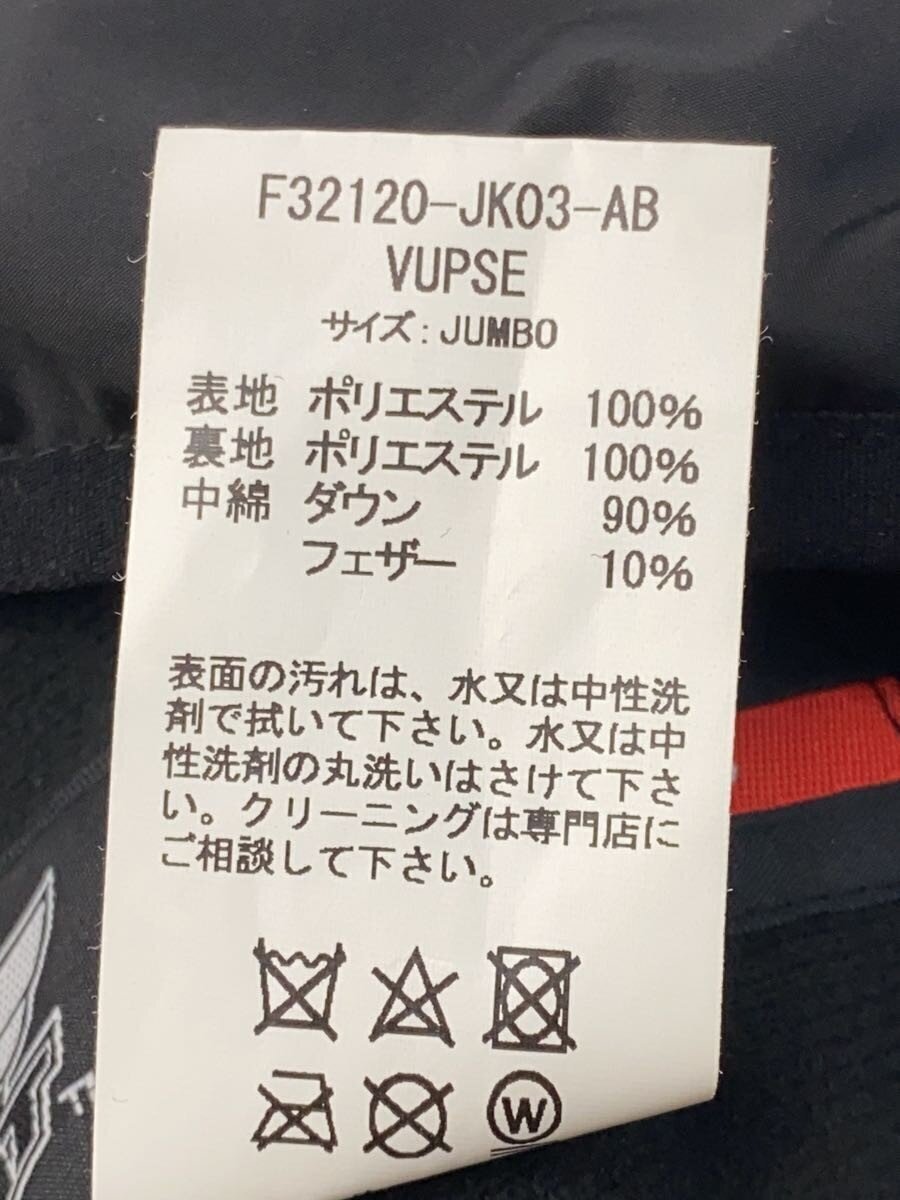 F32120-JK03-AB
VUPSE
サイズ：JUMBO
表地 ポリエステル 100%
裏地 ポリエステル 100%
中綿 ダウン 90%
フェザー 10%
表面の汚れは、水又は中性洗
剤で拭いて下さい。水又は中
性洗剤の丸洗いはさけて下さ
い。クリーニングは専門店に
ご相談して下さい。
W